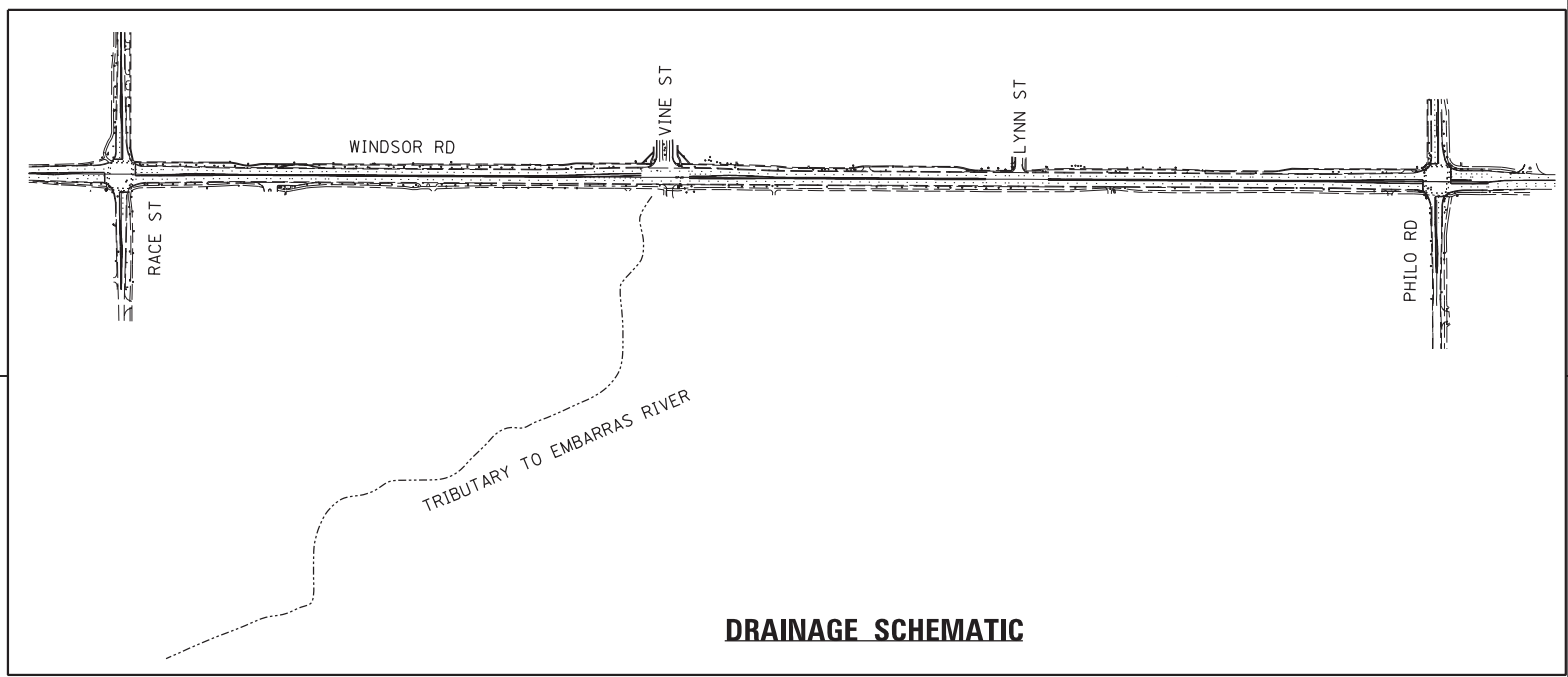 VINE ST
LYNN ST
WINDSOR RD
RACE ST
PHILO RD
TRIBUTARY TO EMBARRAS RIVER
DRAINAGE SCHEMATIC